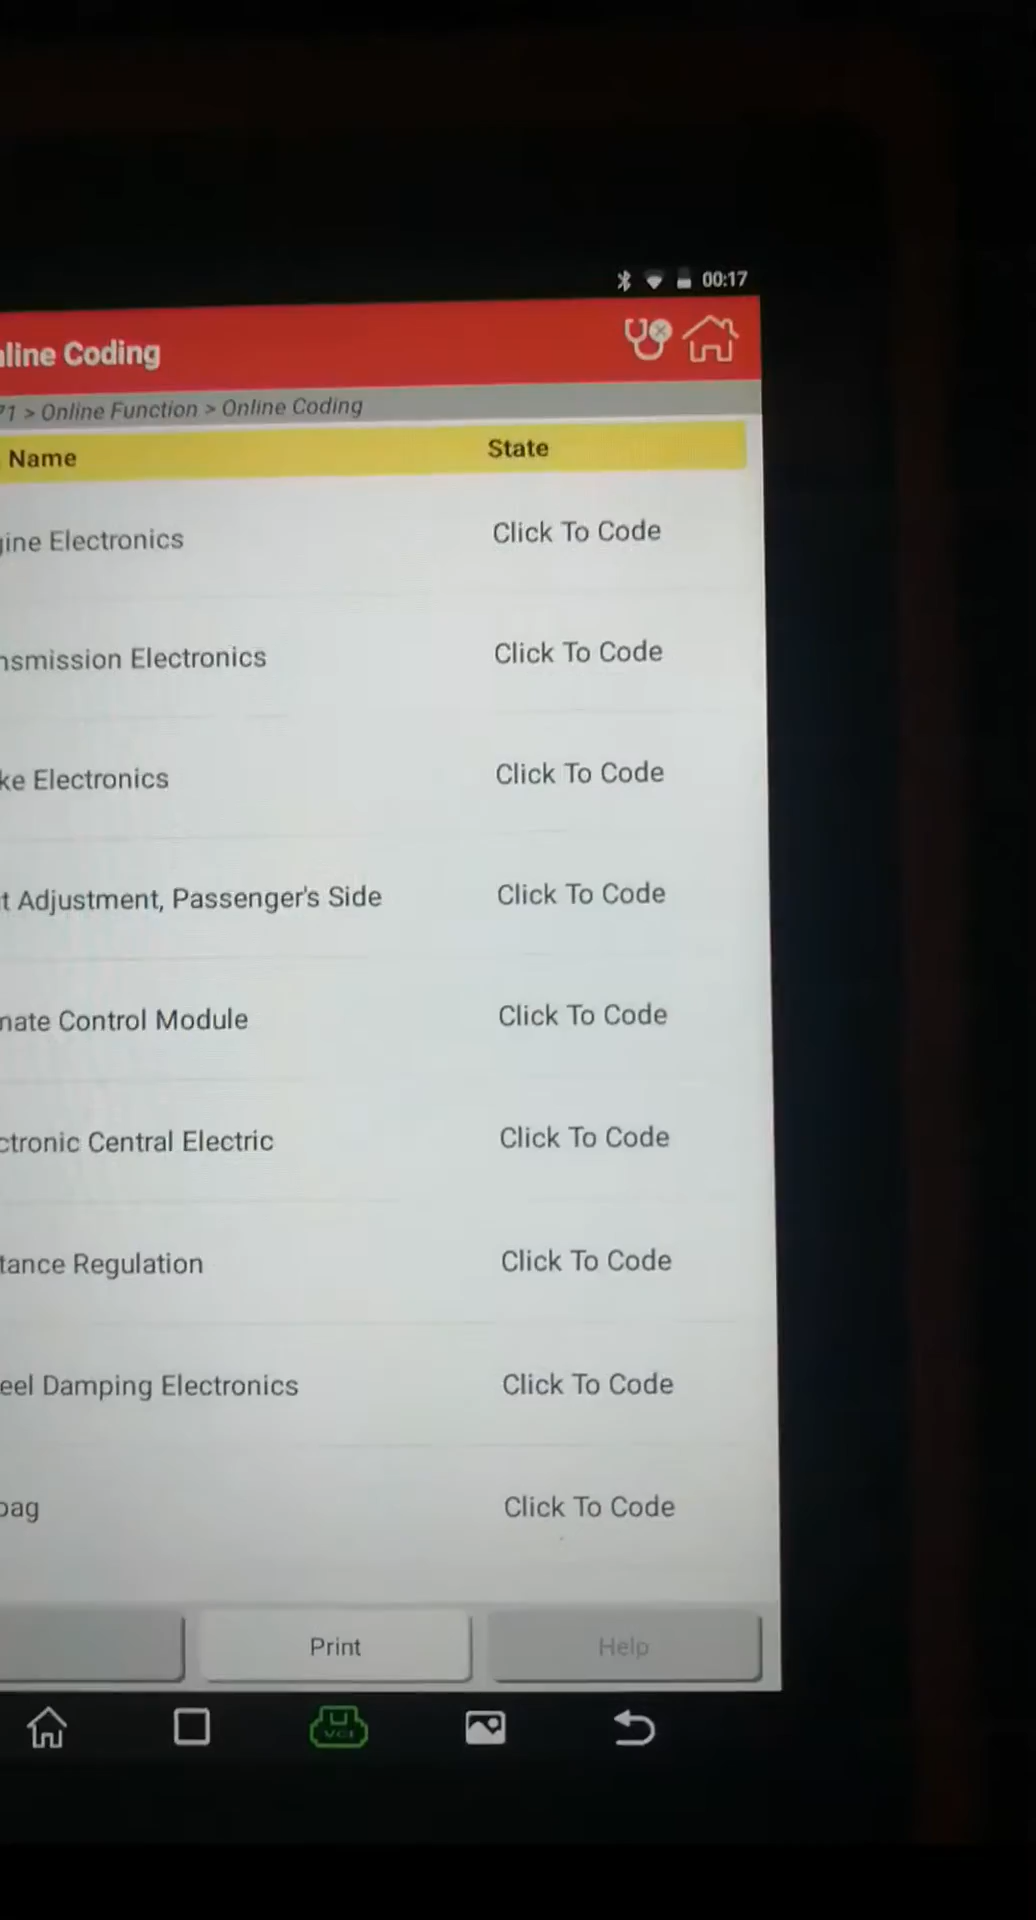 00:17
line Coding
71 > Online Function > Online Coding
Name State
ine Electronics Click To Code
nsmission Electronics Click To Code
ke Electronics Click To Code
t Adjustment, Passenger's Side Click To Code
nate Control Module Click To Code
ctronic Central Electric Click To Code
tance Regulation Click To Code
eel Damping Electronics Click To Code
bag Click To Code
Print Help
VCI